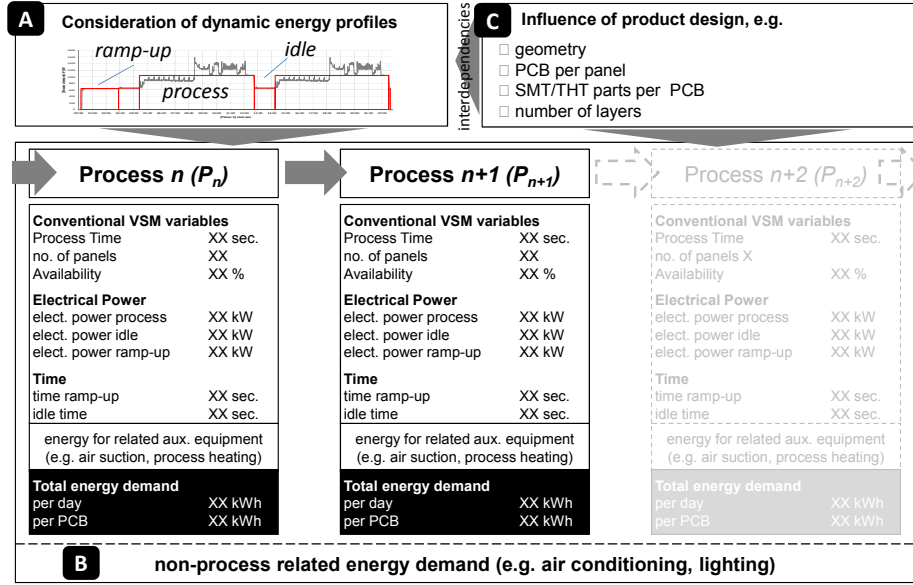 A
Consideration of dynamic energy profiles
ramp-up
idle
process
interdependencies
C
Influence of product design, e.g.
geometry
PCB per panel
SMT/THT parts per PCB
number of layers
Process n (Pn)
Process n+1 (Pn+1)
Process n+2 (Pn+2)
Conventional VSM variables
Process Time XX sec.
no. of panels XX
Availability XX %
Electrical Power
elect. power process XX kW
elect. power idle XX kW
elect. power ramp-up XX kW
Time
time ramp-up XX sec.
idle time XX sec.
energy for related aux. equipment
(e.g. air suction, process heating)
Total energy demand
per day XX kWh
per PCB XX kWh
Conventional VSM variables
Process Time XX sec.
no. of panels XX
Availability XX %
Electrical Power
elect. power process XX kW
elect. power idle XX kW
elect. power ramp-up XX kW
Time
time ramp-up XX sec.
idle time XX sec.
energy for related aux. equipment
(e.g. air suction, process heating)
Total energy demand
per day XX kWh
per PCB XX kWh
Conventional VSM variables
Process Time XX sec.
no. of panels X
Availability XX %
Electrical Power
elect. power process XX kW
elect. power idle XX kW
elect. power ramp-up XX kW
Time
time ramp-up XX sec.
idle time XX sec.
energy for related aux. equipment
(e.g. air suction, process heating)
Total energy demand
per day XX kWh
per PCB XX kWh
B
non-process related energy demand (e.g. air conditioning, lighting)